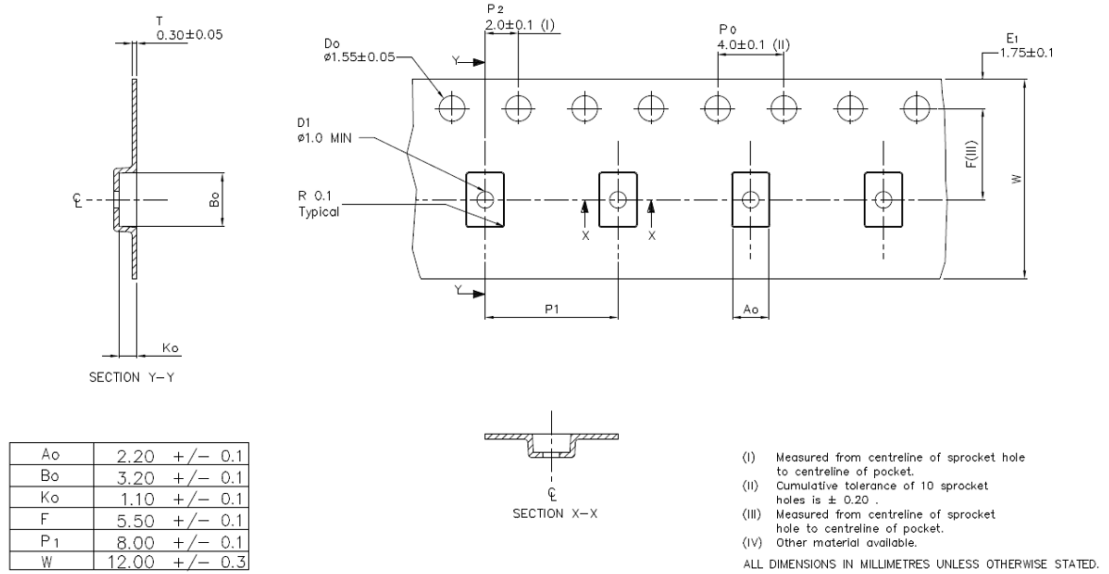 T
0.30±0.05
P2
2.0±0.1 (I)
Po
4.0±0.1 (II)
E1
1.75±0.1
Do
ø1.55±0.05
Y
D1
ø1.0 MIN
R 0.1
Typical
F(III)
W
Bo
℄
X
X
Y
P1
Ao
Ko
SECTION Y-Y
Ao 2.20 +/- 0.1
Bo 3.20 +/- 0.1
Ko 1.10 +/- 0.1
F 5.50 +/- 0.1
P1 8.00 +/- 0.1
W 12.00 +/- 0.3
℄
SECTION X-X
(I) Measured from centreline of sprocket hole
to centreline of pocket.
(II) Cumulative tolerance of 10 sprocket
holes is ± 0.20 .
(III) Measured from centreline of sprocket
hole to centreline of pocket.
(IV) Other material available.
ALL DIMENSIONS IN MILLIMETRES UNLESS OTHERWISE STATED.